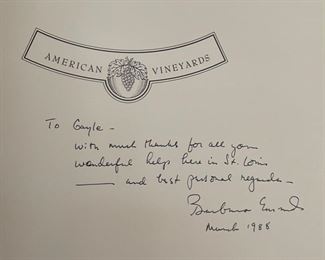 AMERICAN VINEYARDS
To Gayle –
with much thanks for all your
wonderful help here in St. Louis
—— and best personal regards –
Barbara
March 1988